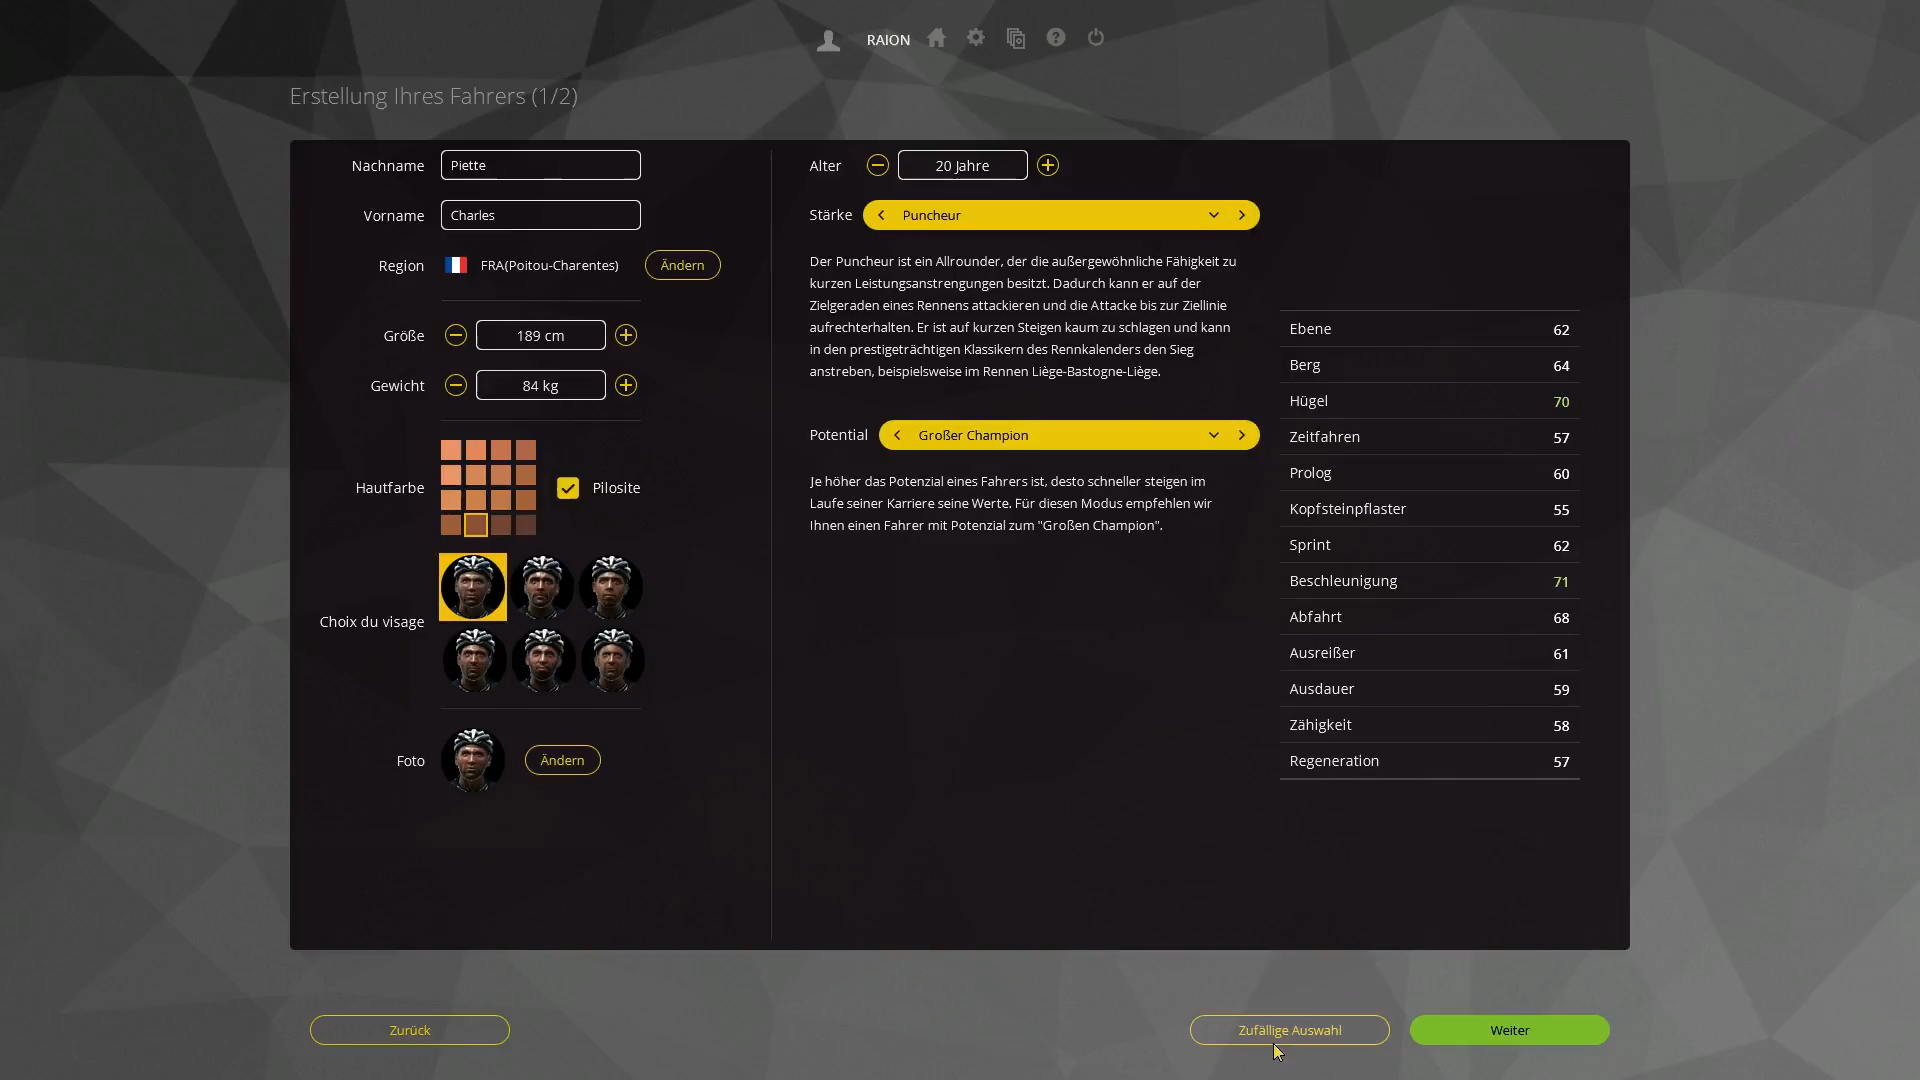 RAION
Erstellung Ihres Fahrers (1/2)
Nachname Piette
Vorname Charles
Region FRA(Poitou-Charentes) Ändern
Größe 189 cm
Gewicht 84 kg
Hautfarbe Pilosite
Choix du visage
Foto Ändern
Alter 20 Jahre
Stärke Puncheur
Der Puncheur ist ein Allrounder, der die außergewöhnliche Fähigkeit zu
kurzen Leistungsanstrengungen besitzt. Dadurch kann er auf der
Zielgeraden eines Rennens attackieren und die Attacke bis zur Ziellinie
aufrechterhalten. Er ist auf kurzen Steigen kaum zu schlagen und kann
in den prestigeträchtigen Klassikern des Rennkalenders den Sieg
anstreben, beispielsweise im Rennen Liège-Bastogne-Liège.
Potential Großer Champion
Je höher das Potenzial eines Fahrers ist, desto schneller steigen im
Laufe seiner Karriere seine Werte. Für diesen Modus empfehlen wir
Ihnen einen Fahrer mit Potenzial zum "Großen Champion".
Ebene 62
Berg 64
Hügel 70
Zeitfahren 57
Prolog 60
Kopfsteinpflaster 55
Sprint 62
Beschleunigung 71
Abfahrt 68
Ausreißer 61
Ausdauer 59
Zähigkeit 58
Regeneration 57
Zurück
Zufällige Auswahl
Weiter